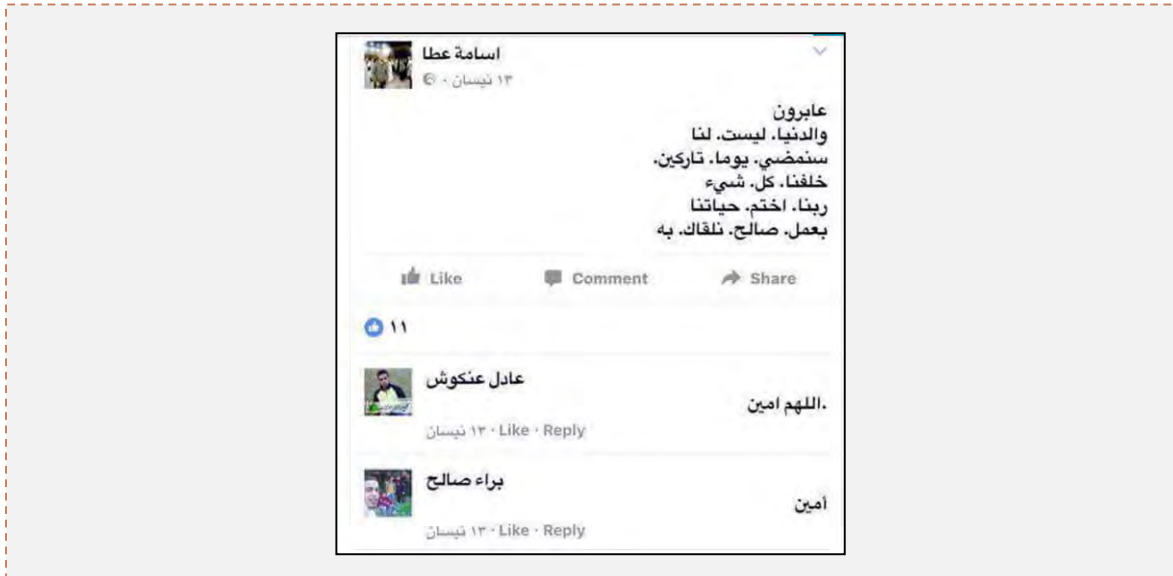 اسامة عطا
١٣ نيسان ·
عابرون
والدنيا. ليست. لنا
سنمضي. يوما. تاركين.
خلفنا. كل. شيء
ربنا. اختم. حياتنا
بعمل. صالح. نلقاك. به
Like Comment Share
١١
عادل عنكوش
.اللهم امين
١٣ نيسان · Like · Reply
براء صالح
أمين
١٣ نيسان · Like · Reply